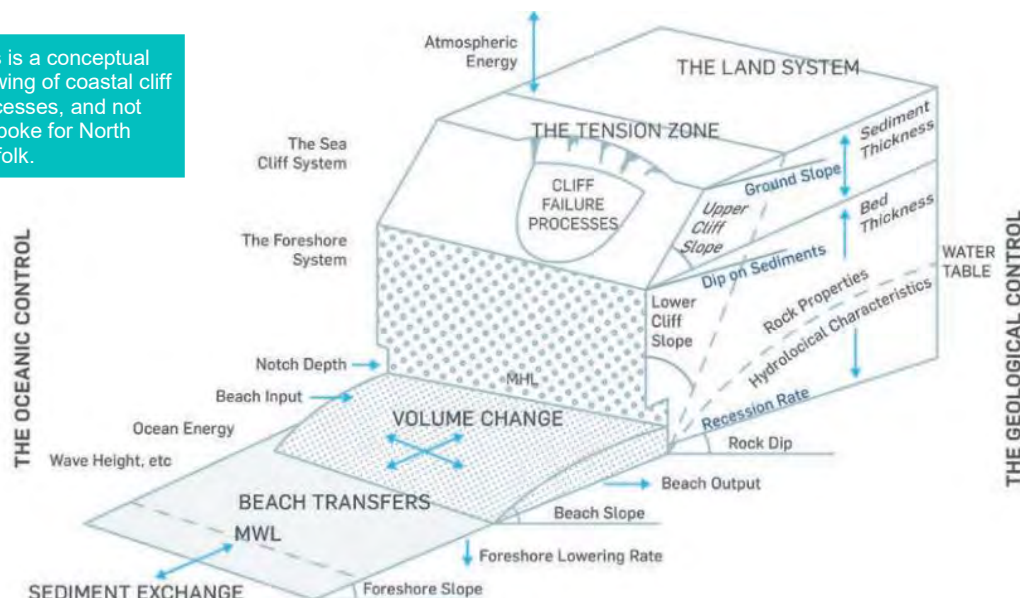 s is a conceptual
wing of coastal cliff
cesses, and not
poke for North
folk.
Atmospheric
Energy
THE LAND SYSTEM
THE TENSION ZONE
Sediment
Thickness
The Sea
Cliff System
CLIFF
FAILURE
PROCESSES
Ground Slope
Upper
Cliff
Slope
Bed
Thickness
The Foreshore
System
Dip on Sediments
WATER
TABLE
Lower
Cliff
Slope
Rock Properties
Hydrolocical Characteristics
THE OCEANIC CONTROL
THE GEOLOGICAL CONTROL
Notch Depth
MHL
Beach Input
VOLUME CHANGE
Recession Rate
Ocean Energy
Rock Dip
Wave Height, etc
Beach Output
BEACH TRANSFERS
MWL
Beach Slope
Foreshore Lowering Rate
SEDIMENT EXCHANGE
Foreshore Slope